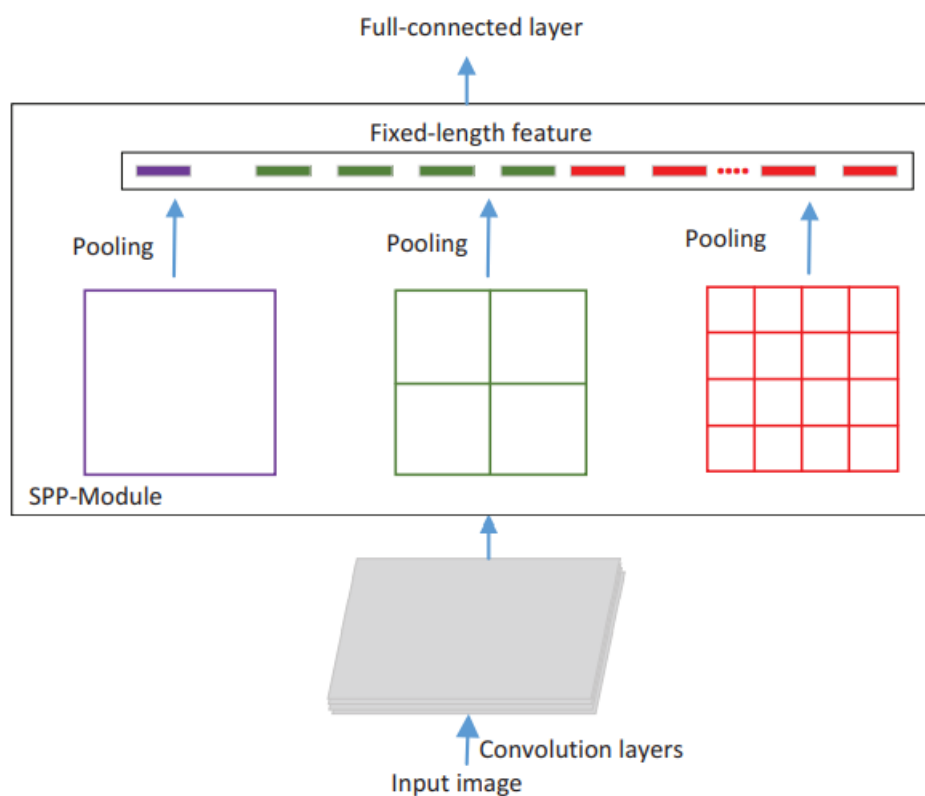 Full-connected layer
Fixed-length feature
Pooling
Pooling
Pooling
SPP-Module
Convolution layers
Input image